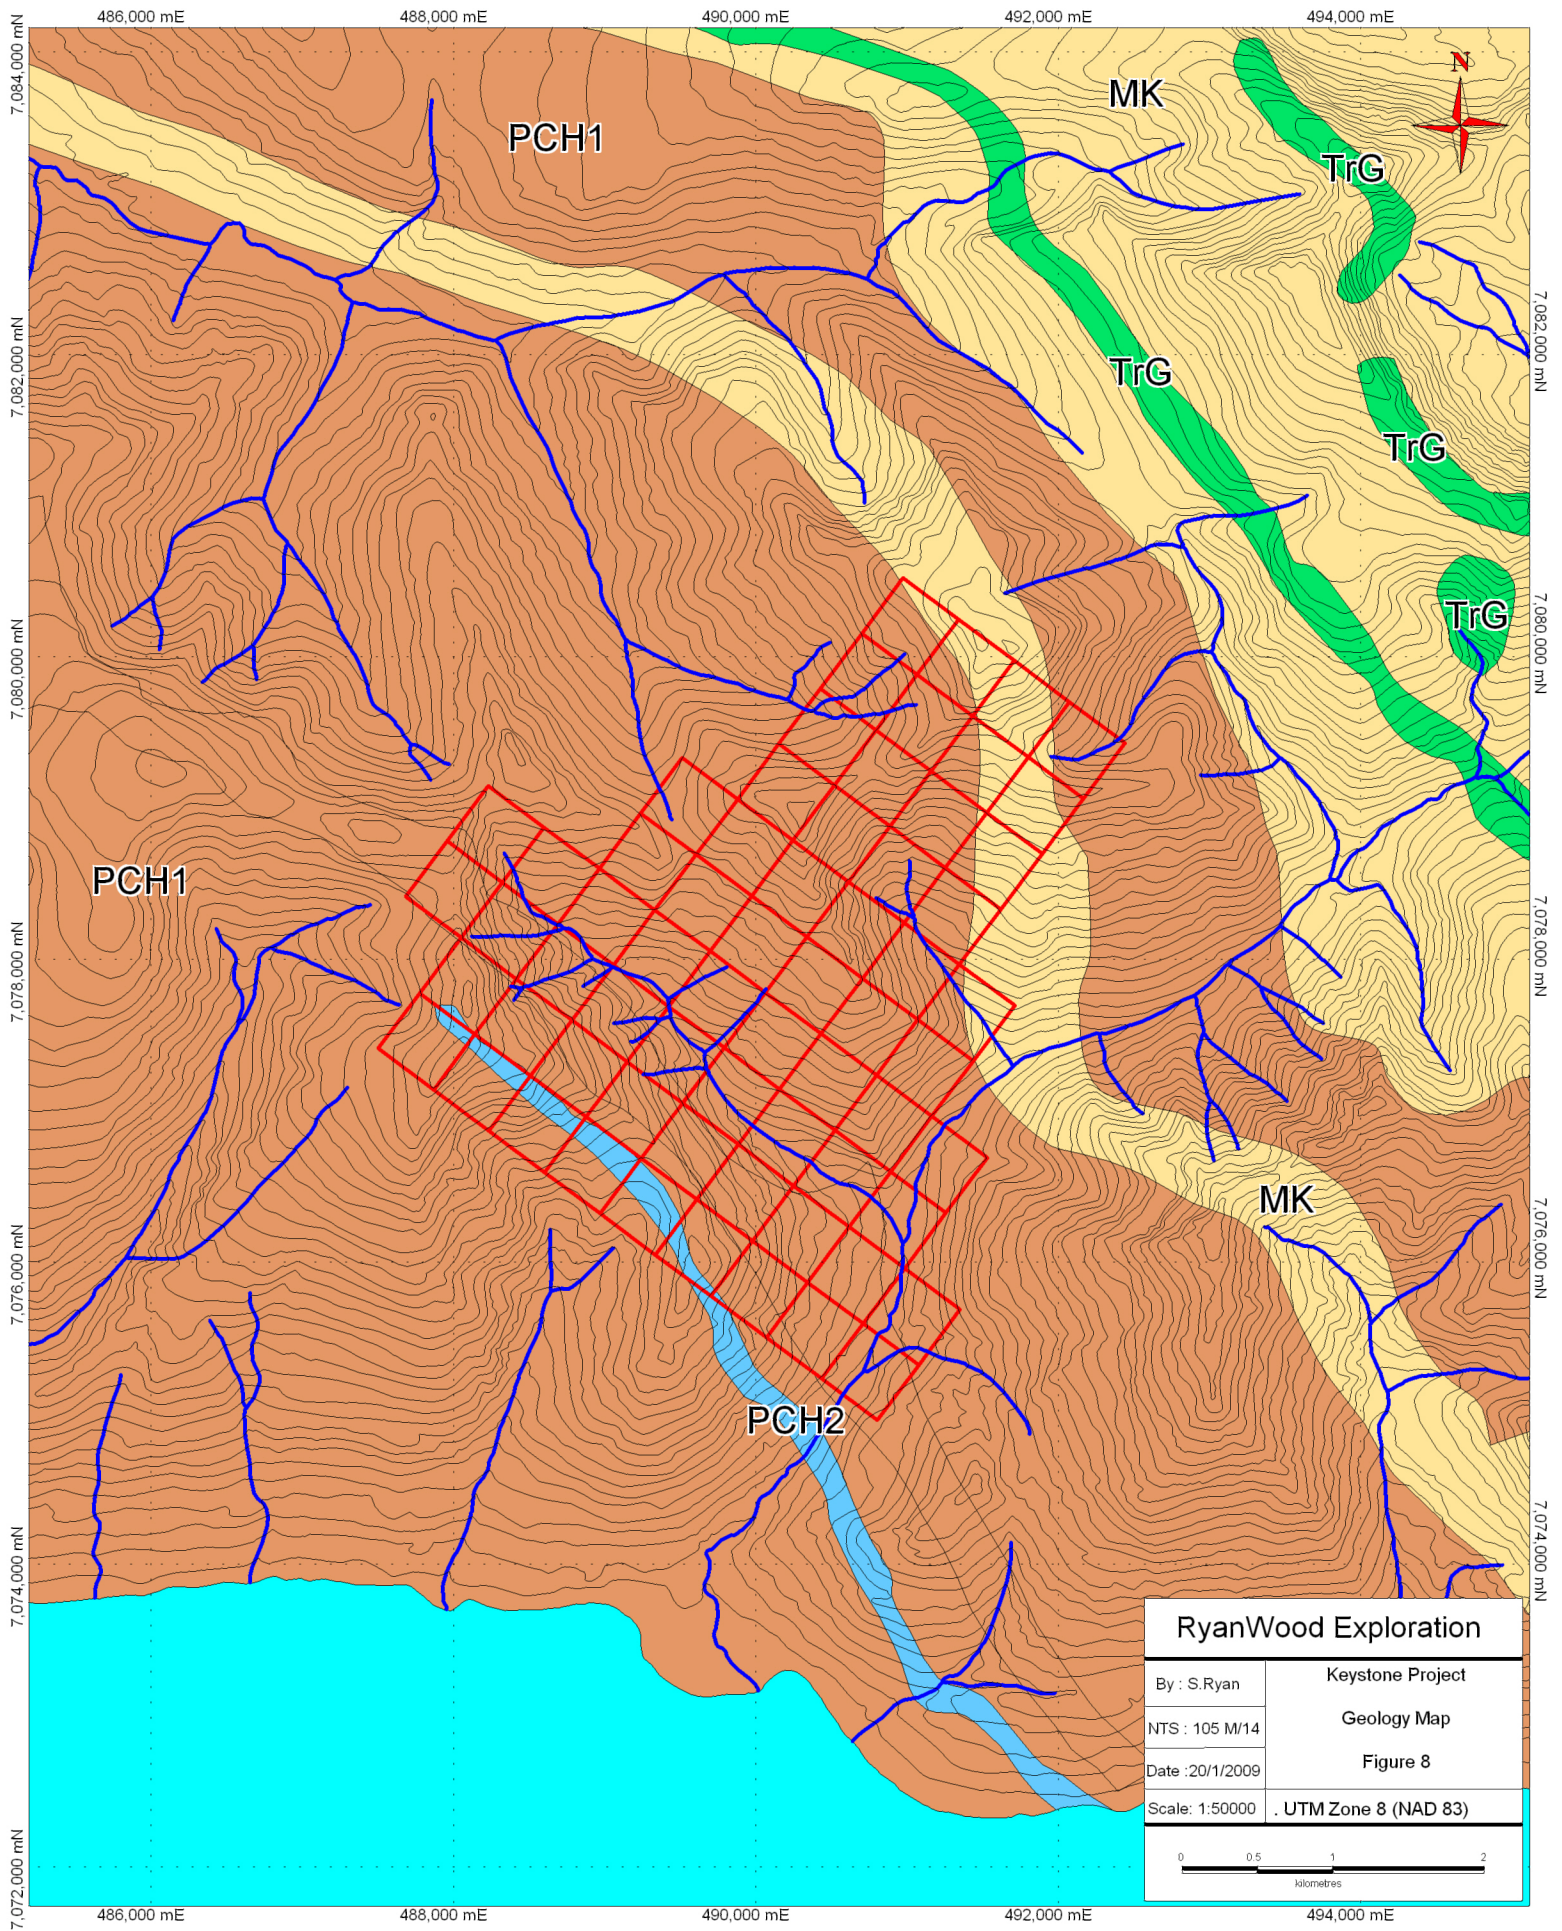 486,000 mE
488,000 mE
490,000 mE
492,000 mE
494,000 mE
7,084,000 mN
N
MK
PCH1
TrG
7,082,000 mN
7,082,000 mN
TrG
TrG
7,080,000 mN
7,080,000 mN
TrG
PCH1
7,078,000 mN
7,078,000 mN
MK
7,076,000 mN
7,076,000 mN
PCH2
7,074,000 mN
7,074,000 mN
RyanWood Exploration
By : S.Ryan
Keystone Project
NTS : 105 M/14
Geology Map
Date :20/1/2009
Figure 8
Scale: 1:50000
. UTM Zone 8 (NAD 83)
0 0.5 1 2
kilometres
7,072,000 mN
486,000 mE
488,000 mE
490,000 mE
492,000 mE
494,000 mE